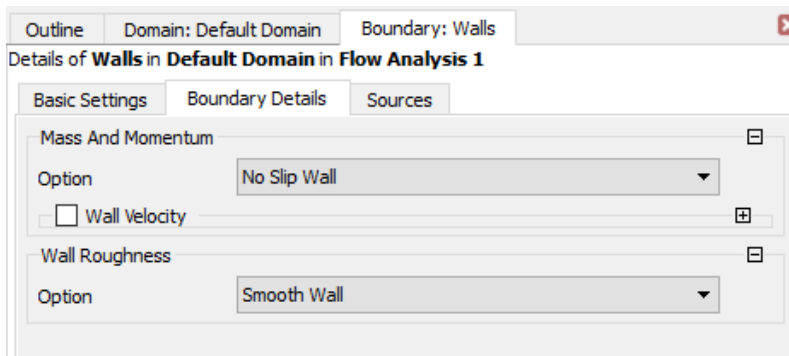 Outline Domain: Default Domain Boundary: Walls
Details of Walls in Default Domain in Flow Analysis 1
Basic Settings Boundary Details Sources
Mass And Momentum
Option No Slip Wall
Wall Velocity
Wall Roughness
Option Smooth Wall